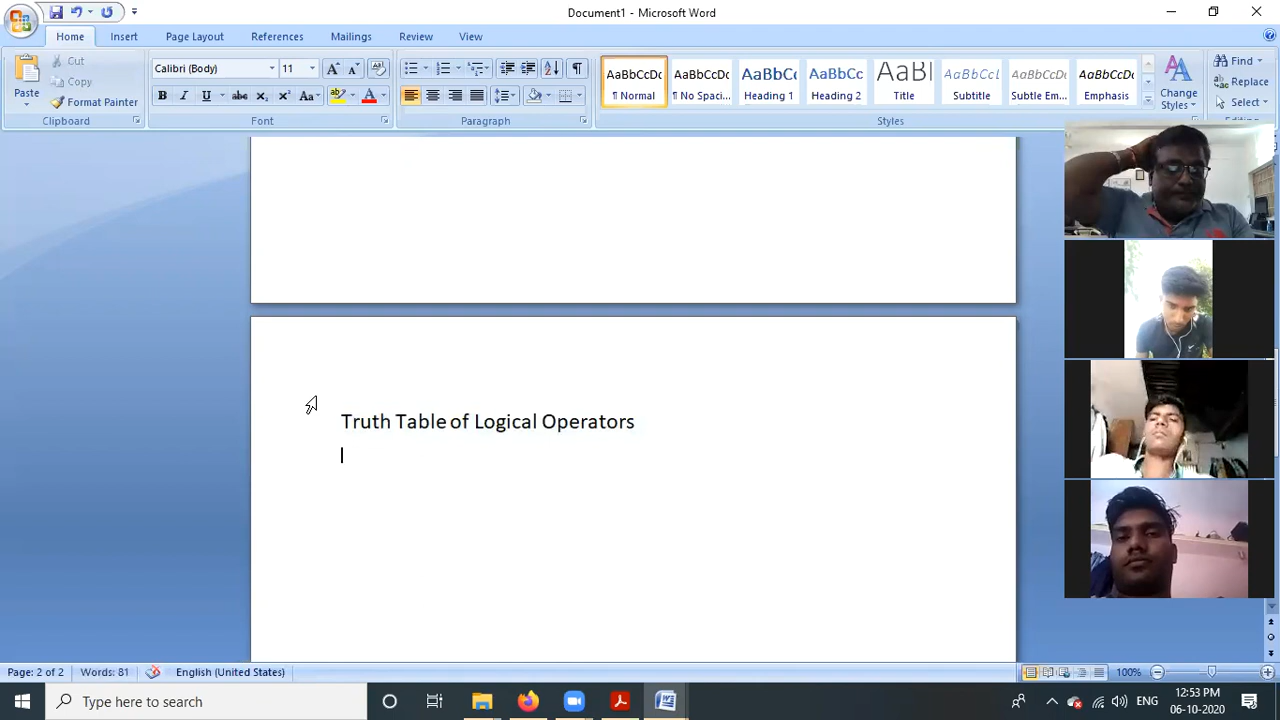 Document1 - Microsoft Word
Home Insert Page Layout References Mailings Review View
Paste
Cut
Copy
Format Painter
Clipboard
Calibri (Body) 11
Font
Paragraph
AaBbCcDc AaBbCcDc AaBbCc AaBbCc AaBl AaBbCcL AaBbCcDc AaBbCcDc
¶ Normal ¶ No Spaci... Heading 1 Heading 2 Title Subtitle Subtle Em... Emphasis
Styles
Change Styles
Find
Replace
Select
Editing
Truth Table of Logical Operators
Page: 2 of 2 Words: 81 English (United States) 100%
Type here to search
ENG
12:53 PM
06-10-2020